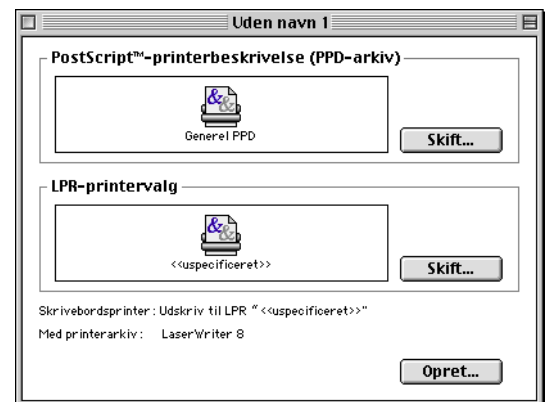 Uden navn 1
PostScript™-printerbeskrivelse (PPD-arkiv)
Generel PPD
Skift...
LPR-printervalg
<<uspecificeret>>
Skift...
Skrivebordsprinter: Udskriv til LPR "<<uspecificeret>>"
Med printerarkiv: LaserWriter 8
Opret...